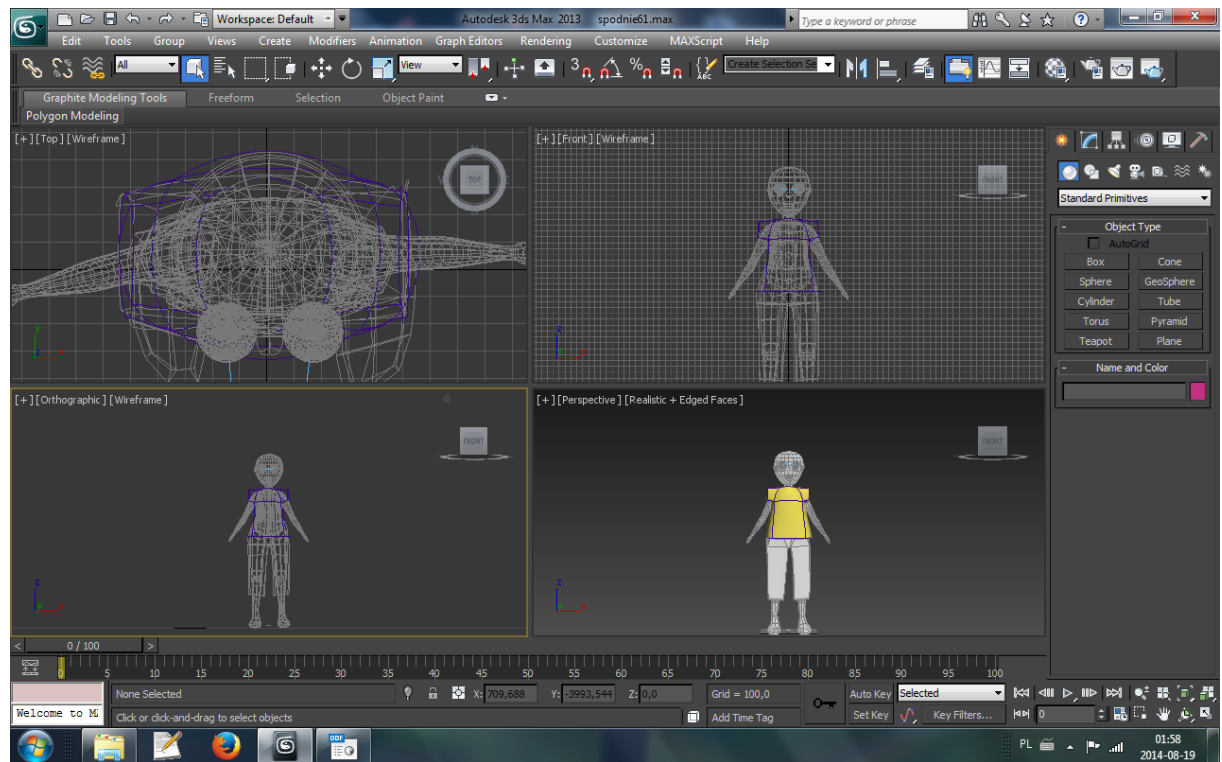 Workspace: Default
Autodesk 3ds Max 2013 spodnie61.max
Type a keyword or phrase
Edit Tools Group Views Create Modifiers Animation Graph Editors Rendering Customize MAXScript Help
All
View
3
ABC
Create Selection Se
Graphite Modeling Tools Freeform Selection Object Paint
Polygon Modeling
[+][Top][Wireframe]
TOP
[+][Front][Wireframe]
FRONT
y
z x
z
x
[+][Orthographic][Wireframe]
FRONT
[+][Perspective][Realistic + Edged Faces]
FRONT
z
y x
z
x
Standard Primitives
- Object Type
AutoGrid
Box Cone
Sphere GeoSphere
Cylinder Tube
Torus Pyramid
Teapot Plane
- Name and Color
< 0 / 100 >
0 5 10 15 20 25 30 35 40 45 50 55 60 65 70 75 80 85 90 95 100
None Selected X: 709,688 Y: -3993,544 Z: 0,0 Grid = 100,0 Auto Key Selected
Welcome to M Click or click-and-drag to select objects Add Time Tag Set Key Key Filters... 0
ODF
PL 01:58
2014-08-19